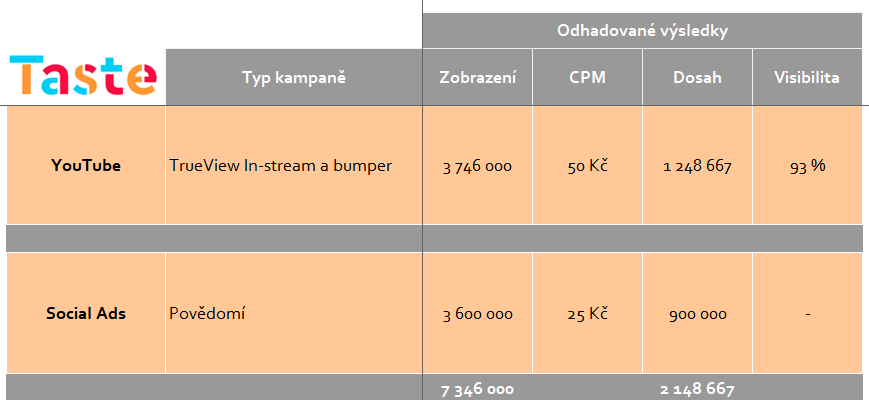 Odhadované výsledky
Taste Typ kampaně Zobrazení CPM Dosah Visibilita
YouTube TrueView In-stream a bumper 3 746 000 50 Kč 1 248 667 93 %
Social Ads Povědomí 3 600 000 25 Kč 900 000 -
7 346 000 2 148 667